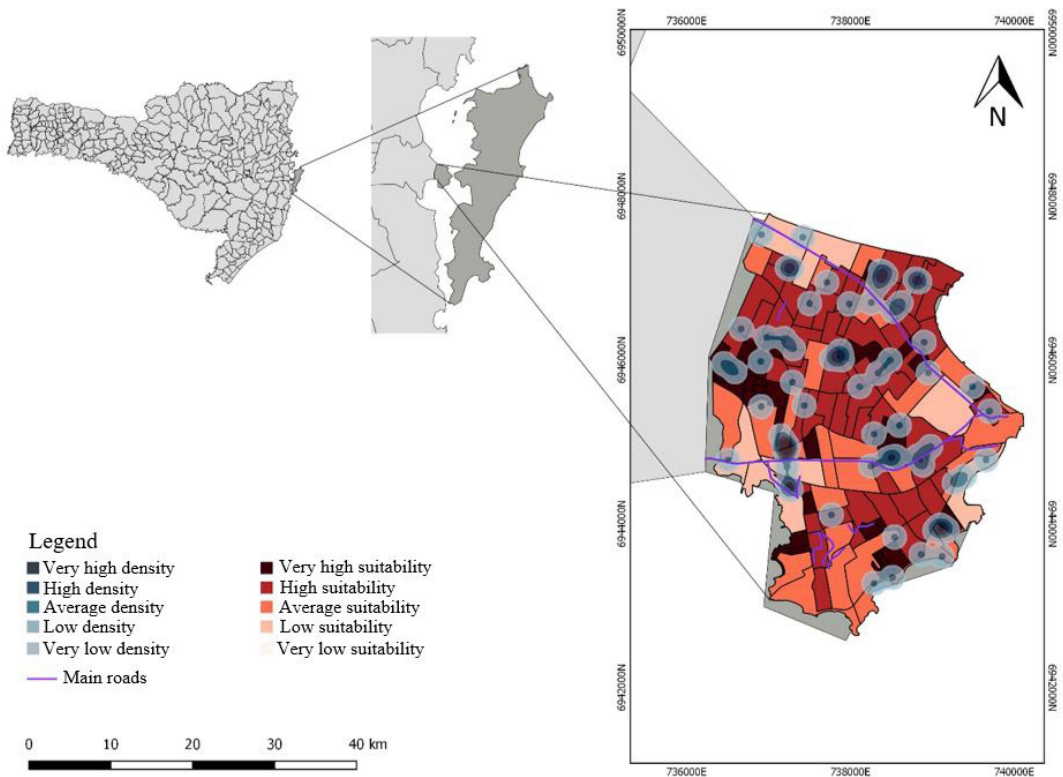 736000E 738000E 740000E
6950000N
6950000N
N
6948000N
6948000N
6946000N
6946000N
6944000N
6944000N
6942000N
6942000N
Legend
Very high density
High density
Average density
Low density
Very low density
Main roads
Very high suitability
High suitability
Average suitability
Low suitability
Very low suitability
0 10 20 30 40 km
736000E 738000E 740000E